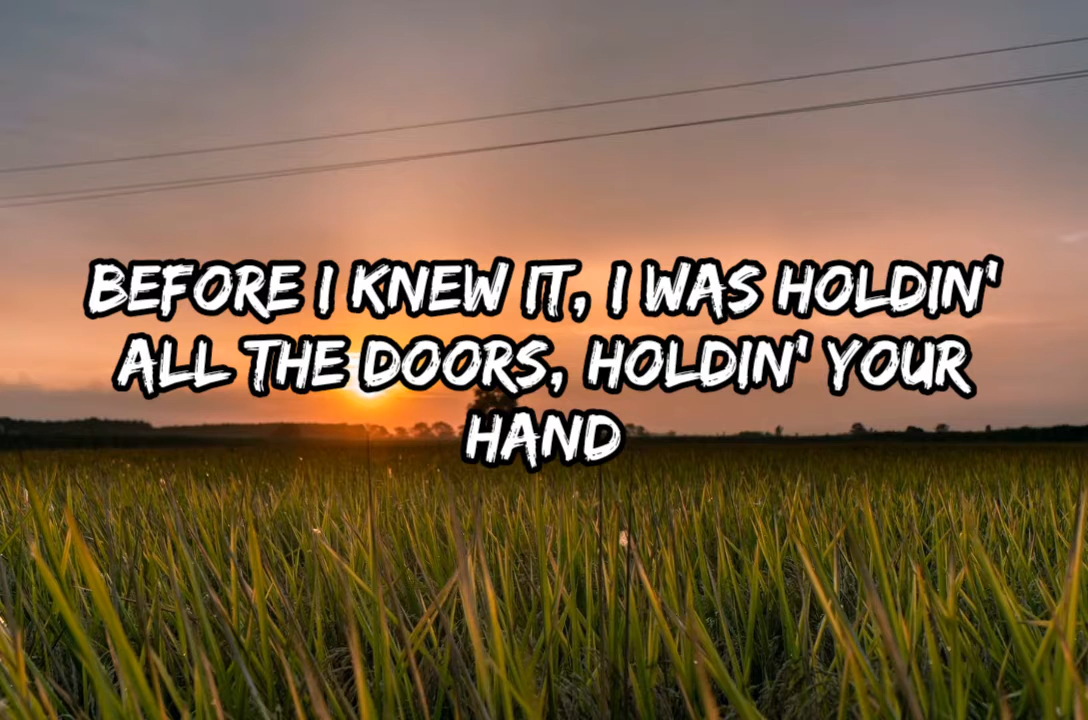 BEFORE I KNEW IT, I WAS HOLDIN'
ALL THE DOORS, HOLDIN' YOUR
HAND